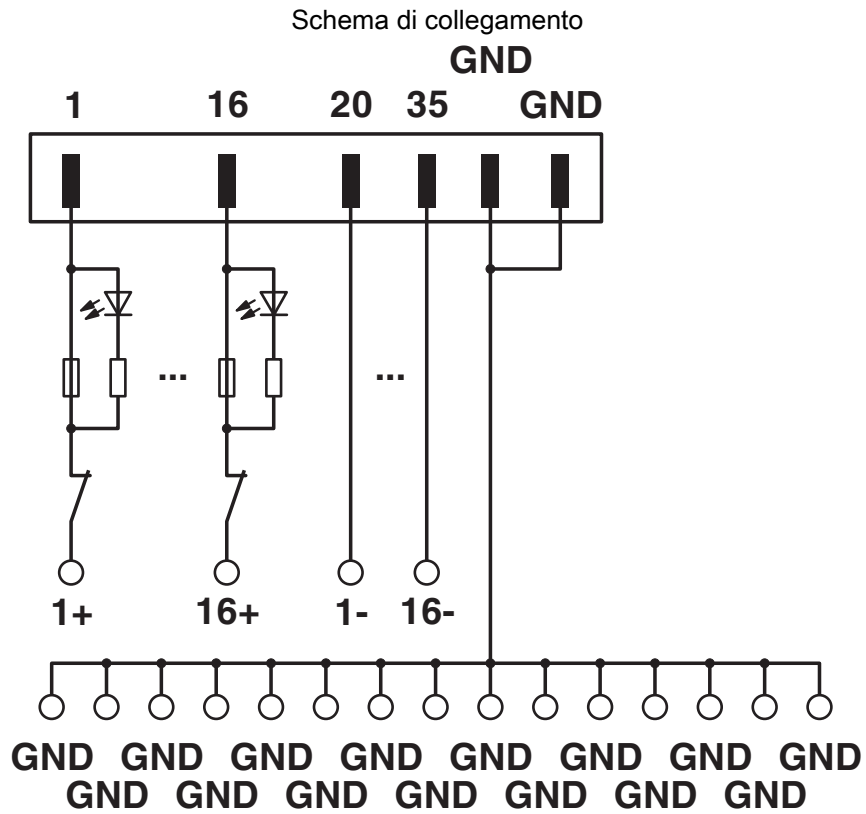 Schema di collegamento
GND
1 16 20 35 GND
... ...
1+ 16+ 1- 16-
GND GND GND GND GND GND GND GND
GND GND GND GND GND GND GND